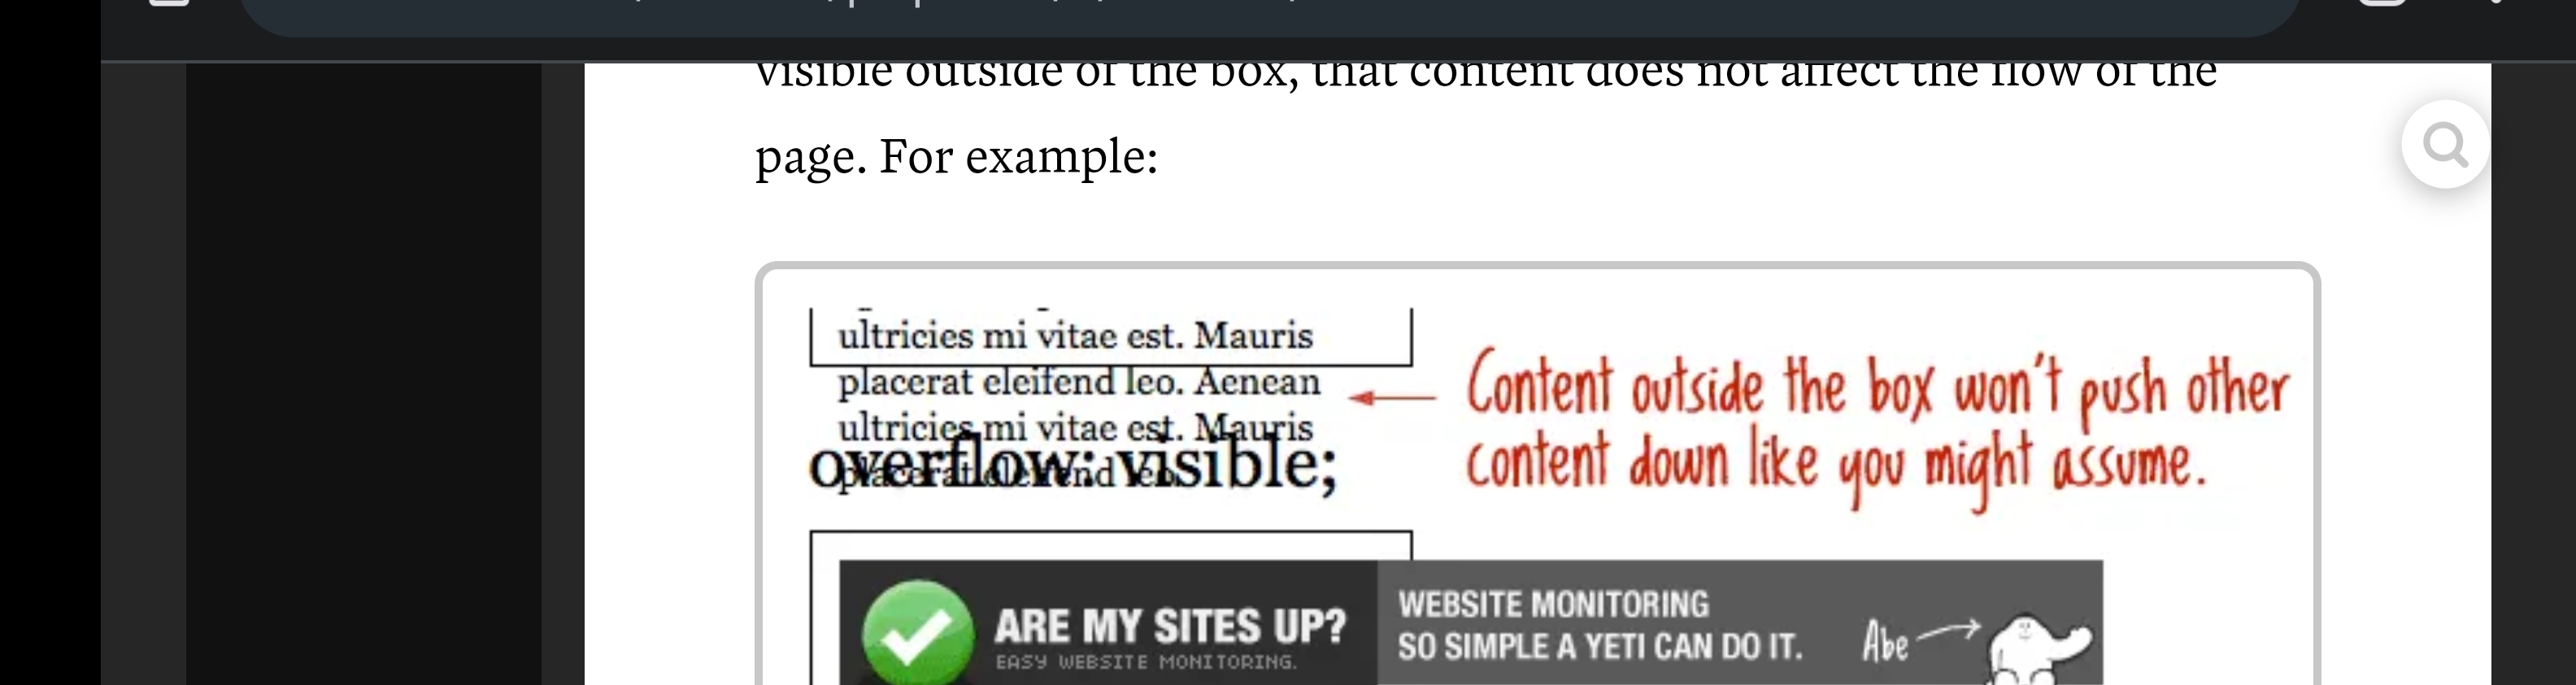 visible outside of the box, that content does not affect the flow of the
page. For example:
ultricies mi vitae est. Mauris
placerat eleifend leo. Aenean
ultricies mi vitae est. Mauris
placerat eleifend leo.
overflow: visible;
Content outside the box won't push other
content down like you might assume.
ARE MY SITES UP?
EASY WEBSITE MONITORING.
WEBSITE MONITORING
SO SIMPLE A YETI CAN DO IT.
Abe